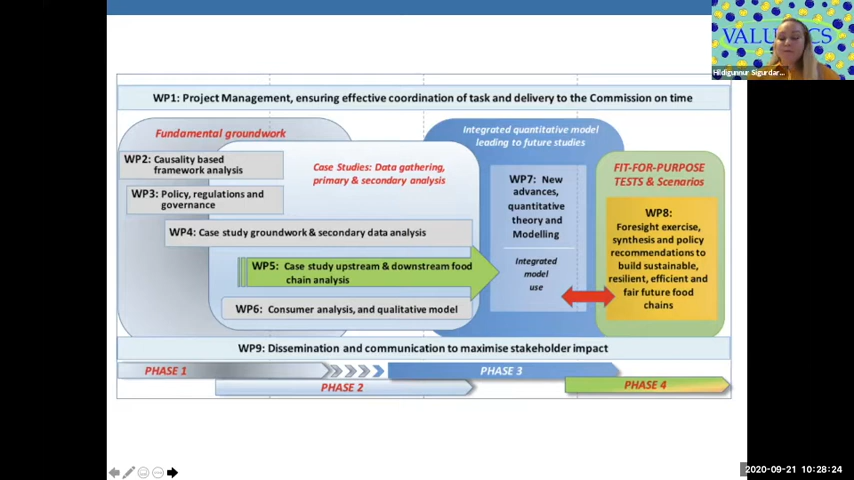 VALUMICS
Hildigunnur Sigurdar...
WP1: Project Management, ensuring effective coordination of task and delivery to the Commission on time
Fundamental groundwork
WP2: Causality based
framework analysis
WP3: Policy, regulations and
governance
Case Studies: Data gathering,
primary & secondary analysis
WP4: Case study groundwork & secondary data analysis
WP5: Case study upstream & downstream food
chain analysis
WP6: Consumer analysis, and qualitative model
Integrated quantitative model
leading to future studies
WP7: New
advances,
quantitative
theory and
Modelling
Integrated
model
use
FIT-FOR-PURPOSE
TESTS & Scenarios
WP8:
Foresight exercise,
synthesis and policy
recommendations to
build sustainable,
resilient, efficient and
fair future food
chains
WP9: Dissemination and communication to maximise stakeholder impact
PHASE 1
PHASE 2
PHASE 3
PHASE 4
2020-09-21 10:28:24